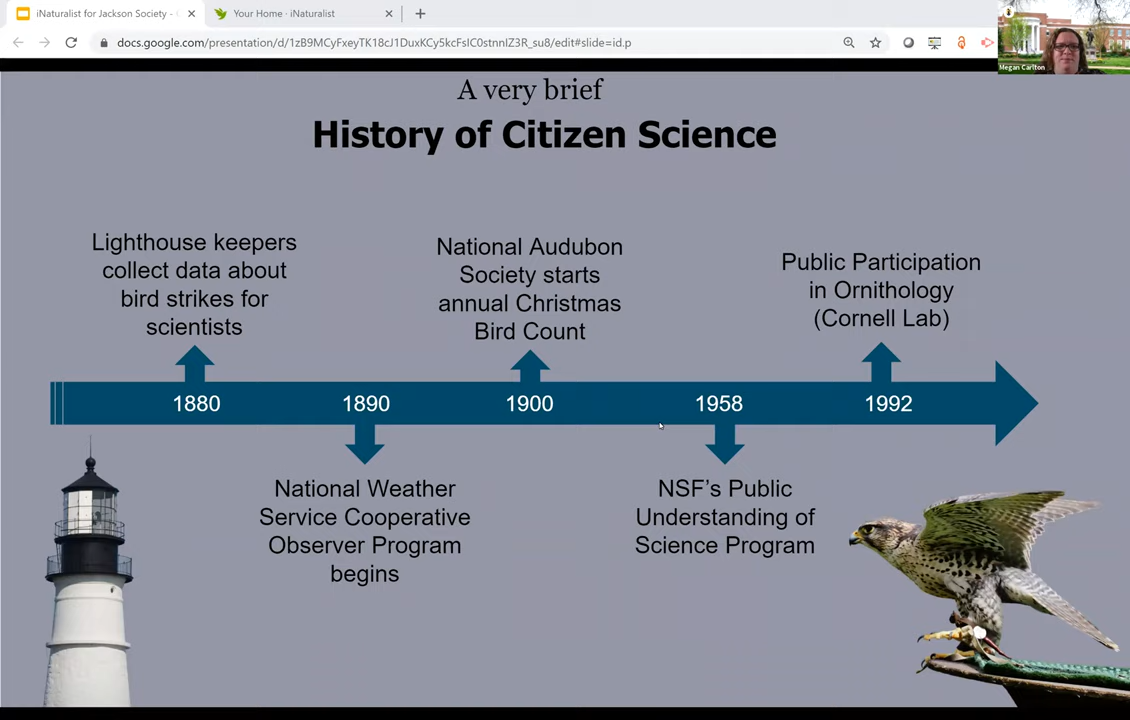 iNaturalist for Jackson Society -
Your Home · iNaturalist
docs.google.com/presentation/d/1zB9MCyFxeyTK18cJ1DuxKCy5kcFsIC0stnnIZ3R_su8/edit#slide=id.p
Megan Carlton
A very brief
History of Citizen Science
Lighthouse keepers
collect data about
bird strikes for
scientists
National Audubon
Society starts
annual Christmas
Bird Count
Public Participation
in Ornithology
(Cornell Lab)
1880 1890 1900 1958 1992
National Weather
Service Cooperative
Observer Program
begins
NSF's Public
Understanding of
Science Program